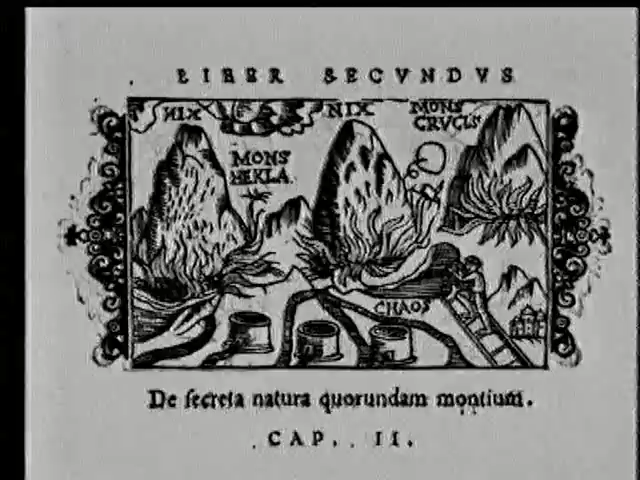 LIBER SECVNDVS
NIX
NIX
MONS
CRVCIS
MONS
HEKLA
CHAOS
De secreta natura quorundam montium.
CAP. II.